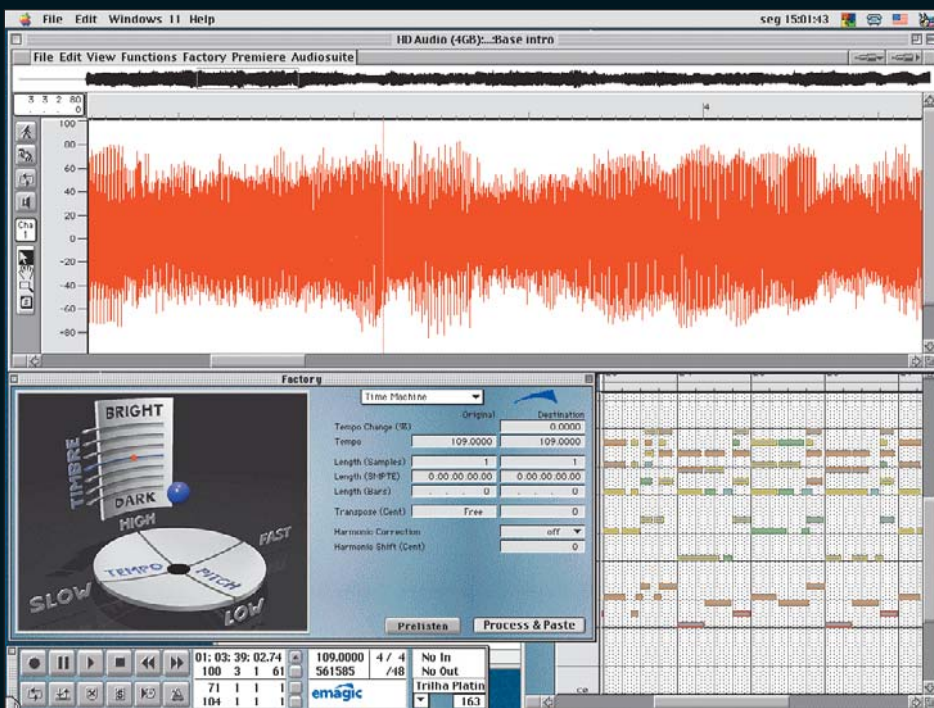 File Edit Windows 11 Help
seg 15:01:43
HD Audio (4GB):...:Base intro
File Edit View Functions Factory Premiere Audiosuite
3 3 2 80
0
4
100
80
60
40
20
0
-20
-40
-60
-80
Cha
1
Factory
BRIGHT
TIMBRE
DARK
HIGH
FAST
TEMPO
PITCH
SLOW
LOW
Time Machine
Original Destination
Tempo Change (%) 0.0000
Tempo 109.0000 109.0000
Length (Samples) 1 1
Length (SMPTE) 0:00:00:00.00 0:00:00:00.00
Length (Bars) . . . 0 . . . 0
Transpose (Cent) Free 0
Harmonic Correction off
Harmonic Shift (Cent) 0
Prelisten Process & Paste
01: 03: 39: 02.74
100 3 1 61
109.0000
561585
4 / 4
/48
No In
No Out
71 1 1 1
104 1 1 1
emagic
Trilha Platin
163